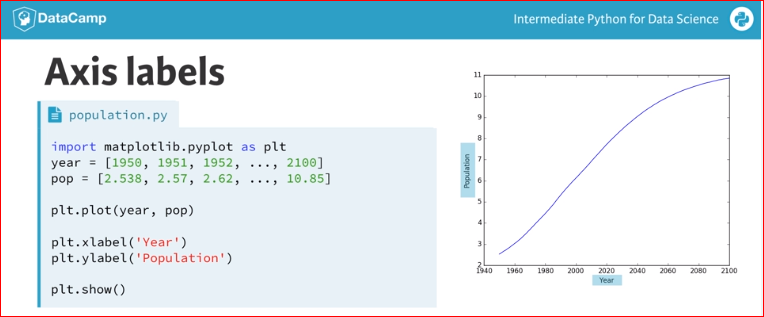 DataCamp
Intermediate Python for Data Science
Axis labels
population.py
import matplotlib.pyplot as plt
year = [1950, 1951, 1952, ..., 2100]
pop = [2.538, 2.57, 2.62, ..., 10.85]
plt.plot(year, pop)
plt.xlabel('Year')
plt.ylabel('Population')
plt.show()
11
10
9
8
7
6
5
4
3
2
Population
1940 1960 1980 2000 2020 2040 2060 2080 2100
Year